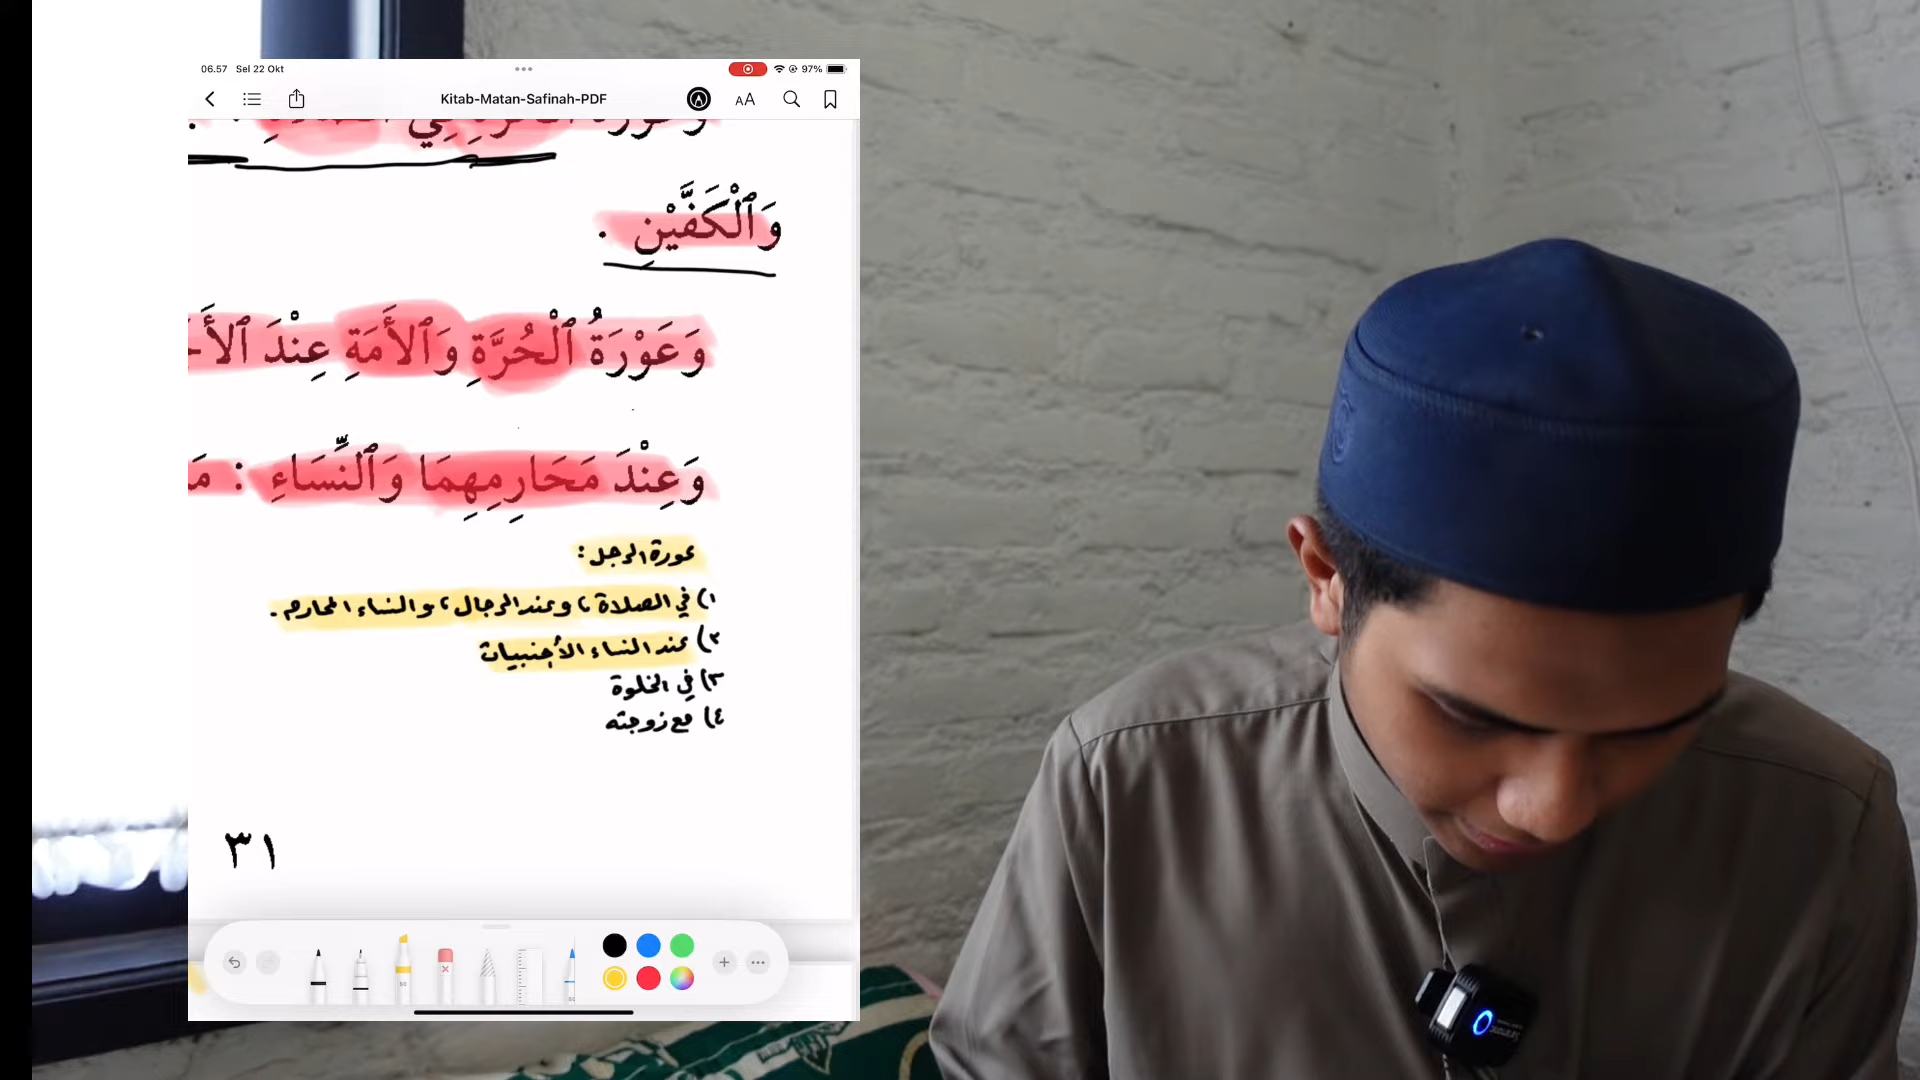 06.57 Sel 22 Okt
97%
Kitab-Matan-Safinah-PDF
AA
وَٱلْكَفَّيْنِ .
وَعَوْرَةُ ٱلْحُرَّةِ وَٱلأَمَةِ عِنْدَ
وَعِنْدَ مَحَارِمِهِمَا وَٱلنِّسَاءِ :
عورة الرجل :
١) في الصلاة ، وعند الرجال ، والنساء المحارم .
٢) عند النساء الأجنبيات
٣) في الخلوة
٤) مع زوجته
٣١